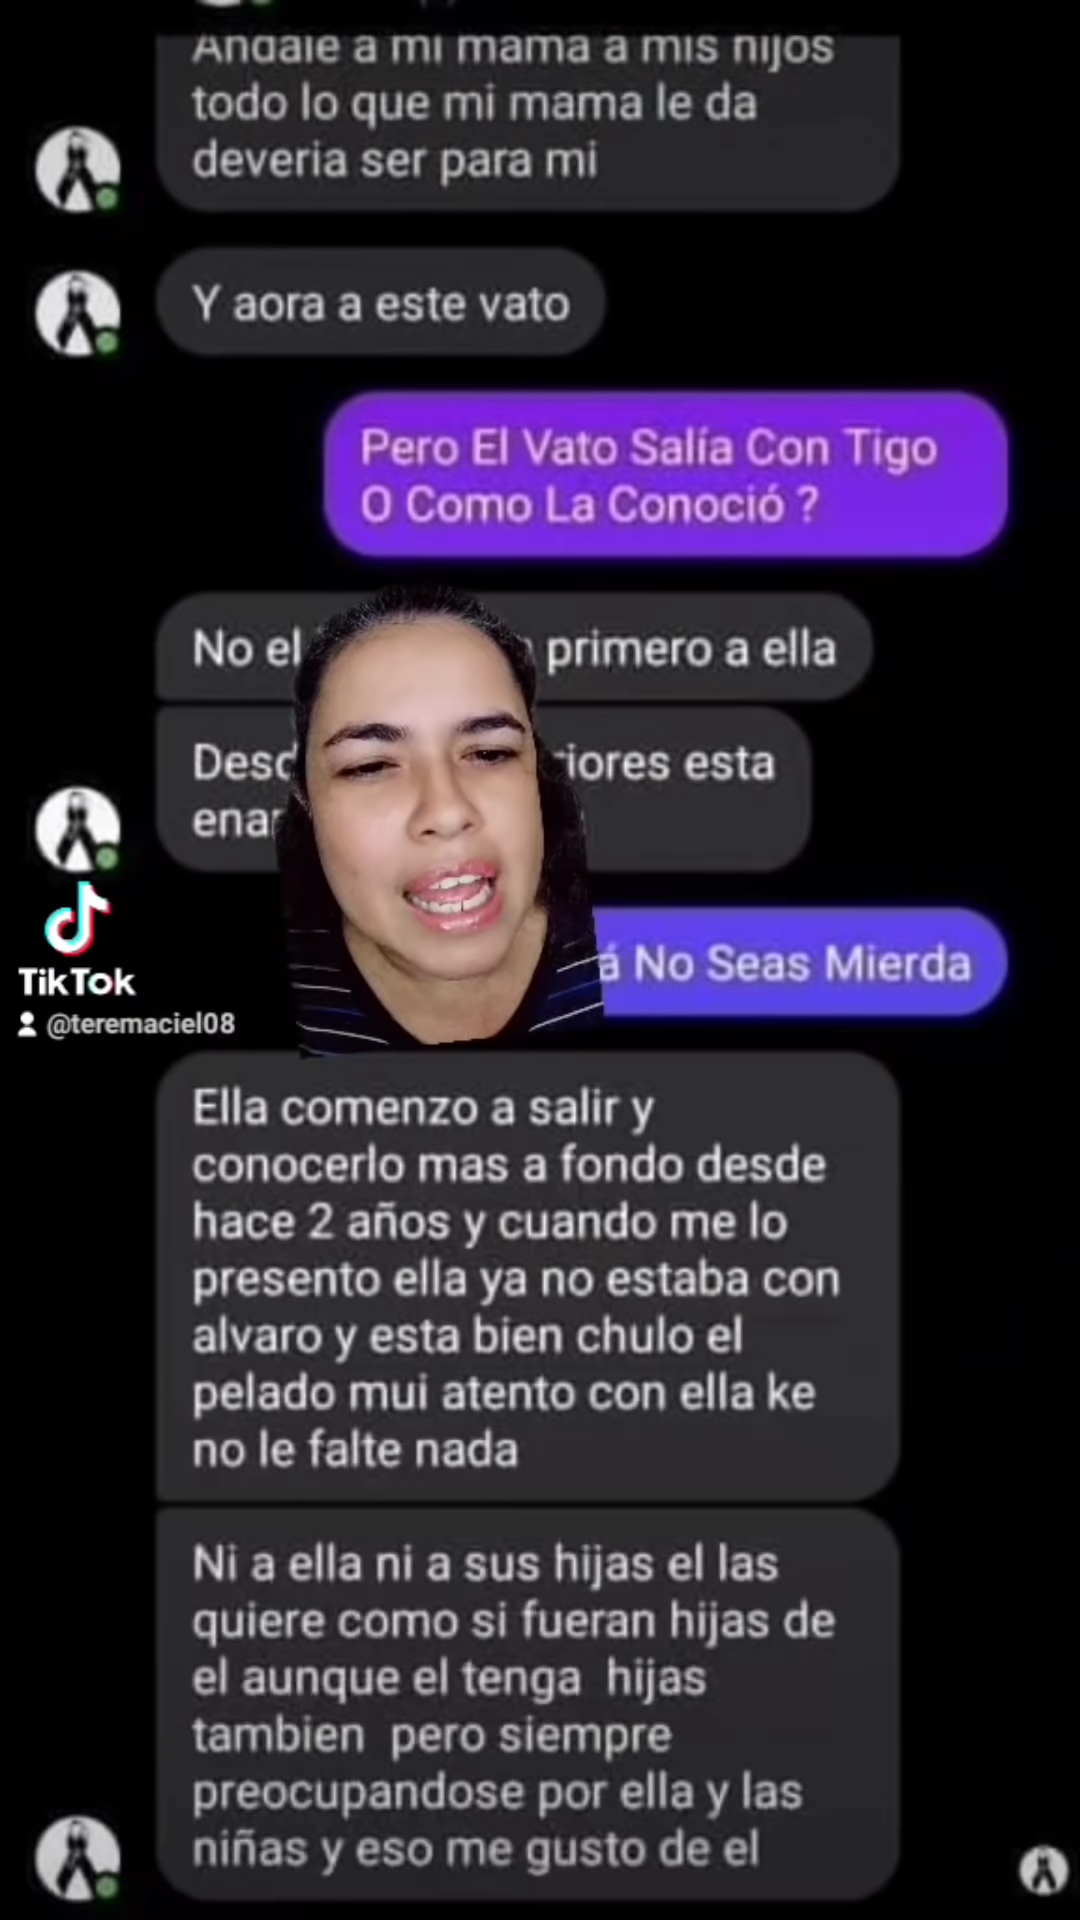 Andale a mi mama a mis hijos
todo lo que mi mama le da
deveria ser para mi
Y aora a este vato
Pero El Vato Salía Con Tigo
O Como La Conoció ?
No el primero a ella
esta
á No Seas Mierda
TikTok
@teremaciel08
Ella comenzo a salir y
conocerlo mas a fondo desde
hace 2 años y cuando me lo
presento ella ya no estaba con
alvaro y esta bien chulo el
pelado mui atento con ella ke
no le falte nada
Ni a ella ni a sus hijas el las
quiere como si fueran hijas de
el aunque el tenga hijas
tambien pero siempre
preocupandose por ella y las
niñas y eso me gusto de el